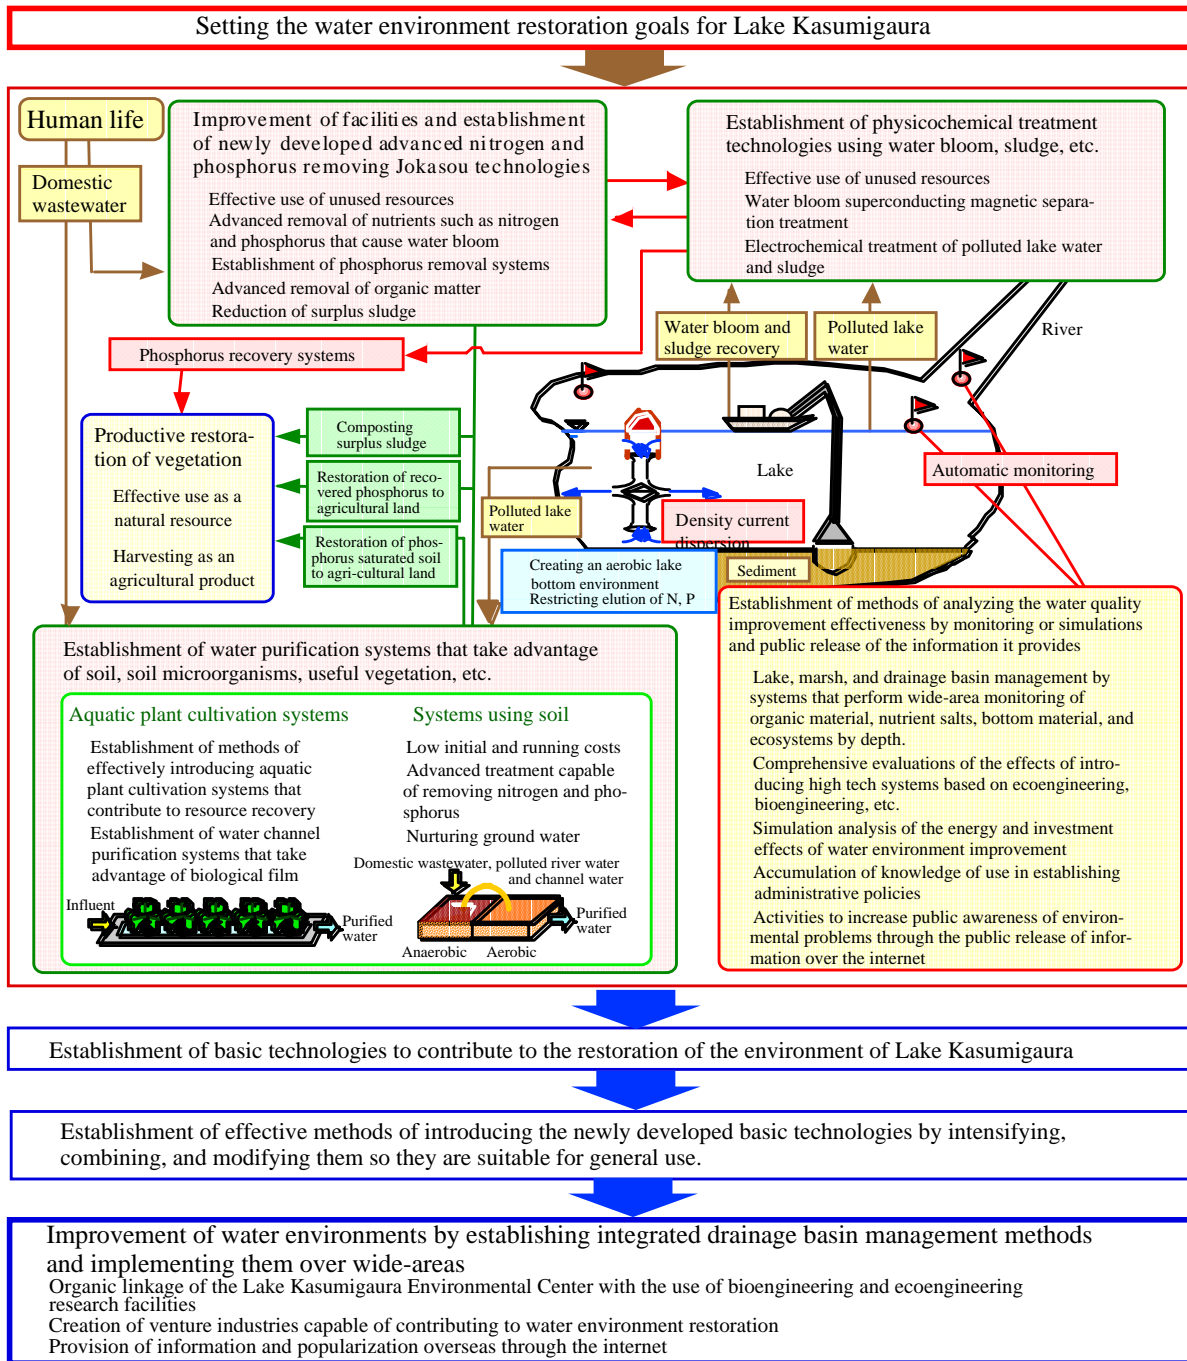 Setting the water environment restoration goals for Lake Kasumigaura
Human life
Domestic
wastewater
Improvement of facilities and establishment
of newly developed advanced nitrogen and
phosphorus removing Jokasou technologies
Effective use of unused resources
Advanced removal of nutrients such as nitrogen
and phosphorus that cause water bloom
Establishment of phosphorus removal systems
Advanced removal of organic matter
Reduction of surplus sludge
Establishment of physicochemical treatment
technologies using water bloom, sludge, etc.
Effective use of unused resources
Water bloom superconducting magnetic separa-
tion treatment
Electrochemical treatment of polluted lake water
and sludge
Phosphorus recovery systems
Water bloom and
sludge recovery
Polluted lake
water
River
Productive restora-
tion of vegetation
Effective use as a
natural resource
Harvesting as an
agricultural product
Composting
surplus sludge
Restoration of reco-
vered phosphorus to
agricultural land
Restoration of phos-
phorus saturated soil
to agri-cultural land
Polluted lake
water
Lake
Automatic monitoring
Density current
dispersion
Sediment
Creating an aerobic lake
bottom environment
Restricting elution of N, P
Establishment of water purification systems that take advantage
of soil, soil microorganisms, useful vegetation, etc.
Aquatic plant cultivation systems
Establishment of methods of
effectively introducing aquatic
plant cultivation systems that
contribute to resource recovery
Establishment of water channel
purification systems that take
advantage of biological film
Influent
Purified
water
Systems using soil
Low initial and running costs
Advanced treatment capable
of removing nitrogen and pho-
sphorus
Nurturing ground water
Domestic wastewater, polluted river water
and channel water
Purified
water
Anaerobic
Aerobic
Establishment of methods of analyzing the water quality
improvement effectiveness by monitoring or simulations
and public release of the information it provides
Lake, marsh, and drainage basin management by
systems that perform wide-area monitoring of
organic material, nutrient salts, bottom material, and
ecosystems by depth.
Comprehensive evaluations of the effects of intro-
ducing high tech systems based on ecoengineering,
bioengineering, etc.
Simulation analysis of the energy and investment
effects of water environment improvement
Accumulation of knowledge of use in establishing
administrative policies
Activities to increase public awareness of environ-
mental problems through the public release of infor-
mation over the internet
Establishment of basic technologies to contribute to the restoration of the environment of Lake Kasumigaura
Establishment of effective methods of introducing the newly developed basic technologies by intensifying,
combining, and modifying them so they are suitable for general use.
Improvement of water environments by establishing integrated drainage basin management methods
and implementing them over wide-areas
Organic linkage of the Lake Kasumigaura Environmental Center with the use of bioengineering and ecoengineering
research facilities
Creation of venture industries capable of contributing to water environment restoration
Provision of information and popularization overseas through the internet